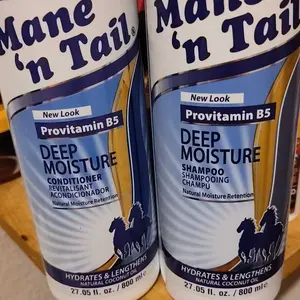 Mane
'n Tail®
New Look
Provitamin B5
DEEP
MOISTURE
CONDITIONER
REVITALISANT
ACONDICIONADOR
Natural Moisture Retention
HYDRATES & LENGTHENS
NATURAL COCONUT OIL
27.05 fl. oz. / 800 ml e
Mane
'n Tail
New Look
Provitamin B5
DEEP
MOISTURE
SHAMPOO
SHAMPOOING
CHAMPU
Natural Moisture Retention
HYDRATES & LENGTHENS
NATURAL COCONUT OIL
27.05 fl. oz. / 800 ml e